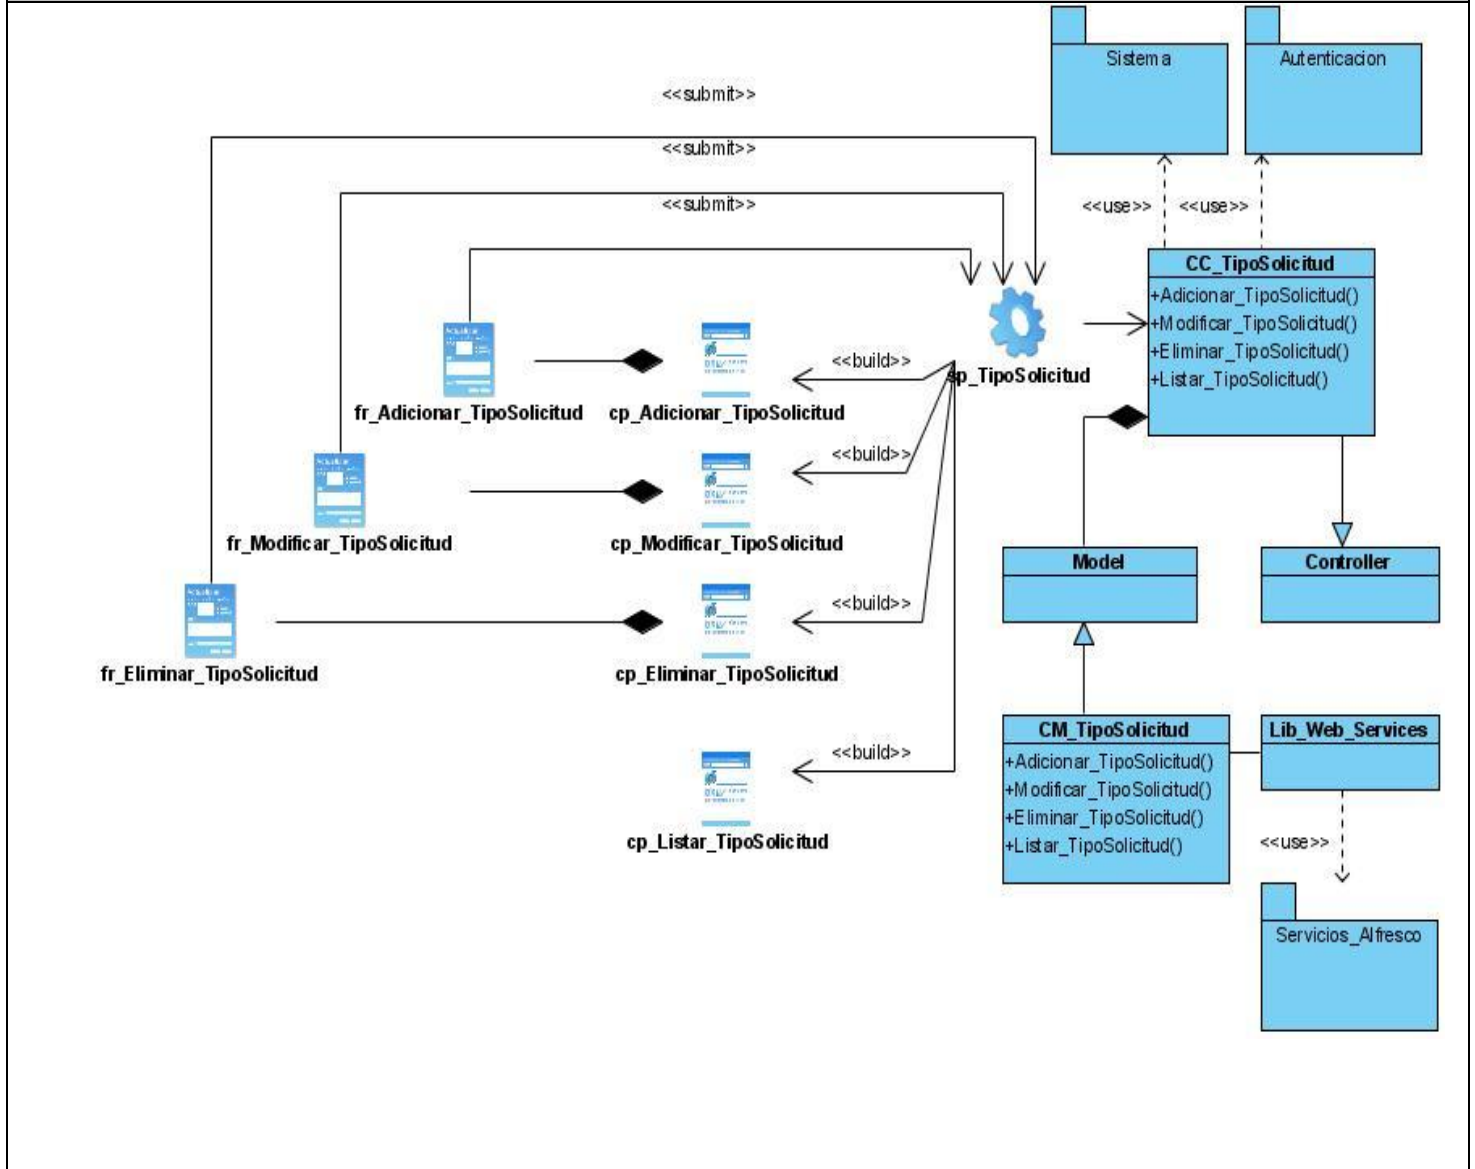 Sistema
Autenticacion
<<submit>>
<<submit>>
<<submit>>
<<use>>
<<use>>
CC_TipoSolicitud
+Adicionar_TipoSolicitud()
+Modificar_TipoSolicitud()
+Eliminar_TipoSolicitud()
+Listar_TipoSolicitud()
sp_TipoSolicitud
<<build>>
fr_Adicionar_TipoSolicitud
cp_Adicionar_TipoSolicitud
<<build>>
fr_Modificar_TipoSolicitud
cp_Modificar_TipoSolicitud
Model
Controller
<<build>>
fr_Eliminar_TipoSolicitud
cp_Eliminar_TipoSolicitud
<<build>>
cp_Listar_TipoSolicitud
CM_TipoSolicitud
+Adicionar_TipoSolicitud()
+Modificar_TipoSolicitud()
+Eliminar_TipoSolicitud()
+Listar_TipoSolicitud()
Lib_Web_Services
<<use>>
Servicios_Alfresco